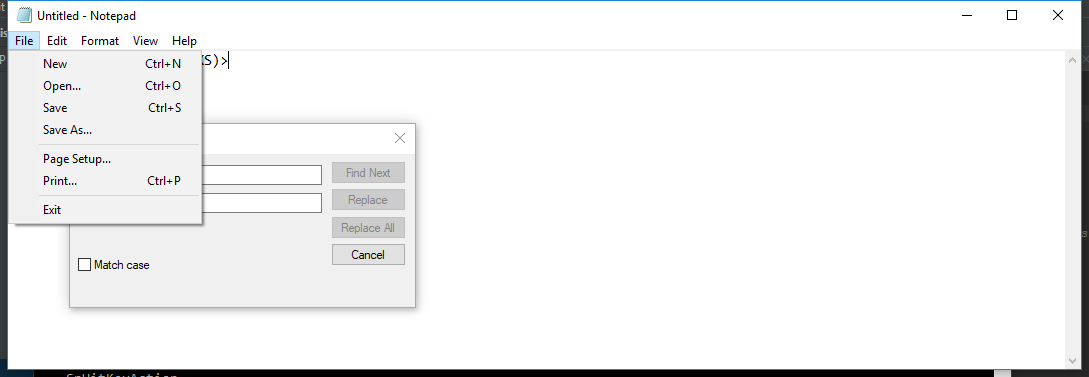 Untitled - Notepad
File Edit Format View Help
New Ctrl+N
Open... Ctrl+O
Save Ctrl+S
Save As...
Page Setup...
Print... Ctrl+P
Exit
S)>
Find Next
Replace
Replace All
Cancel
Match case